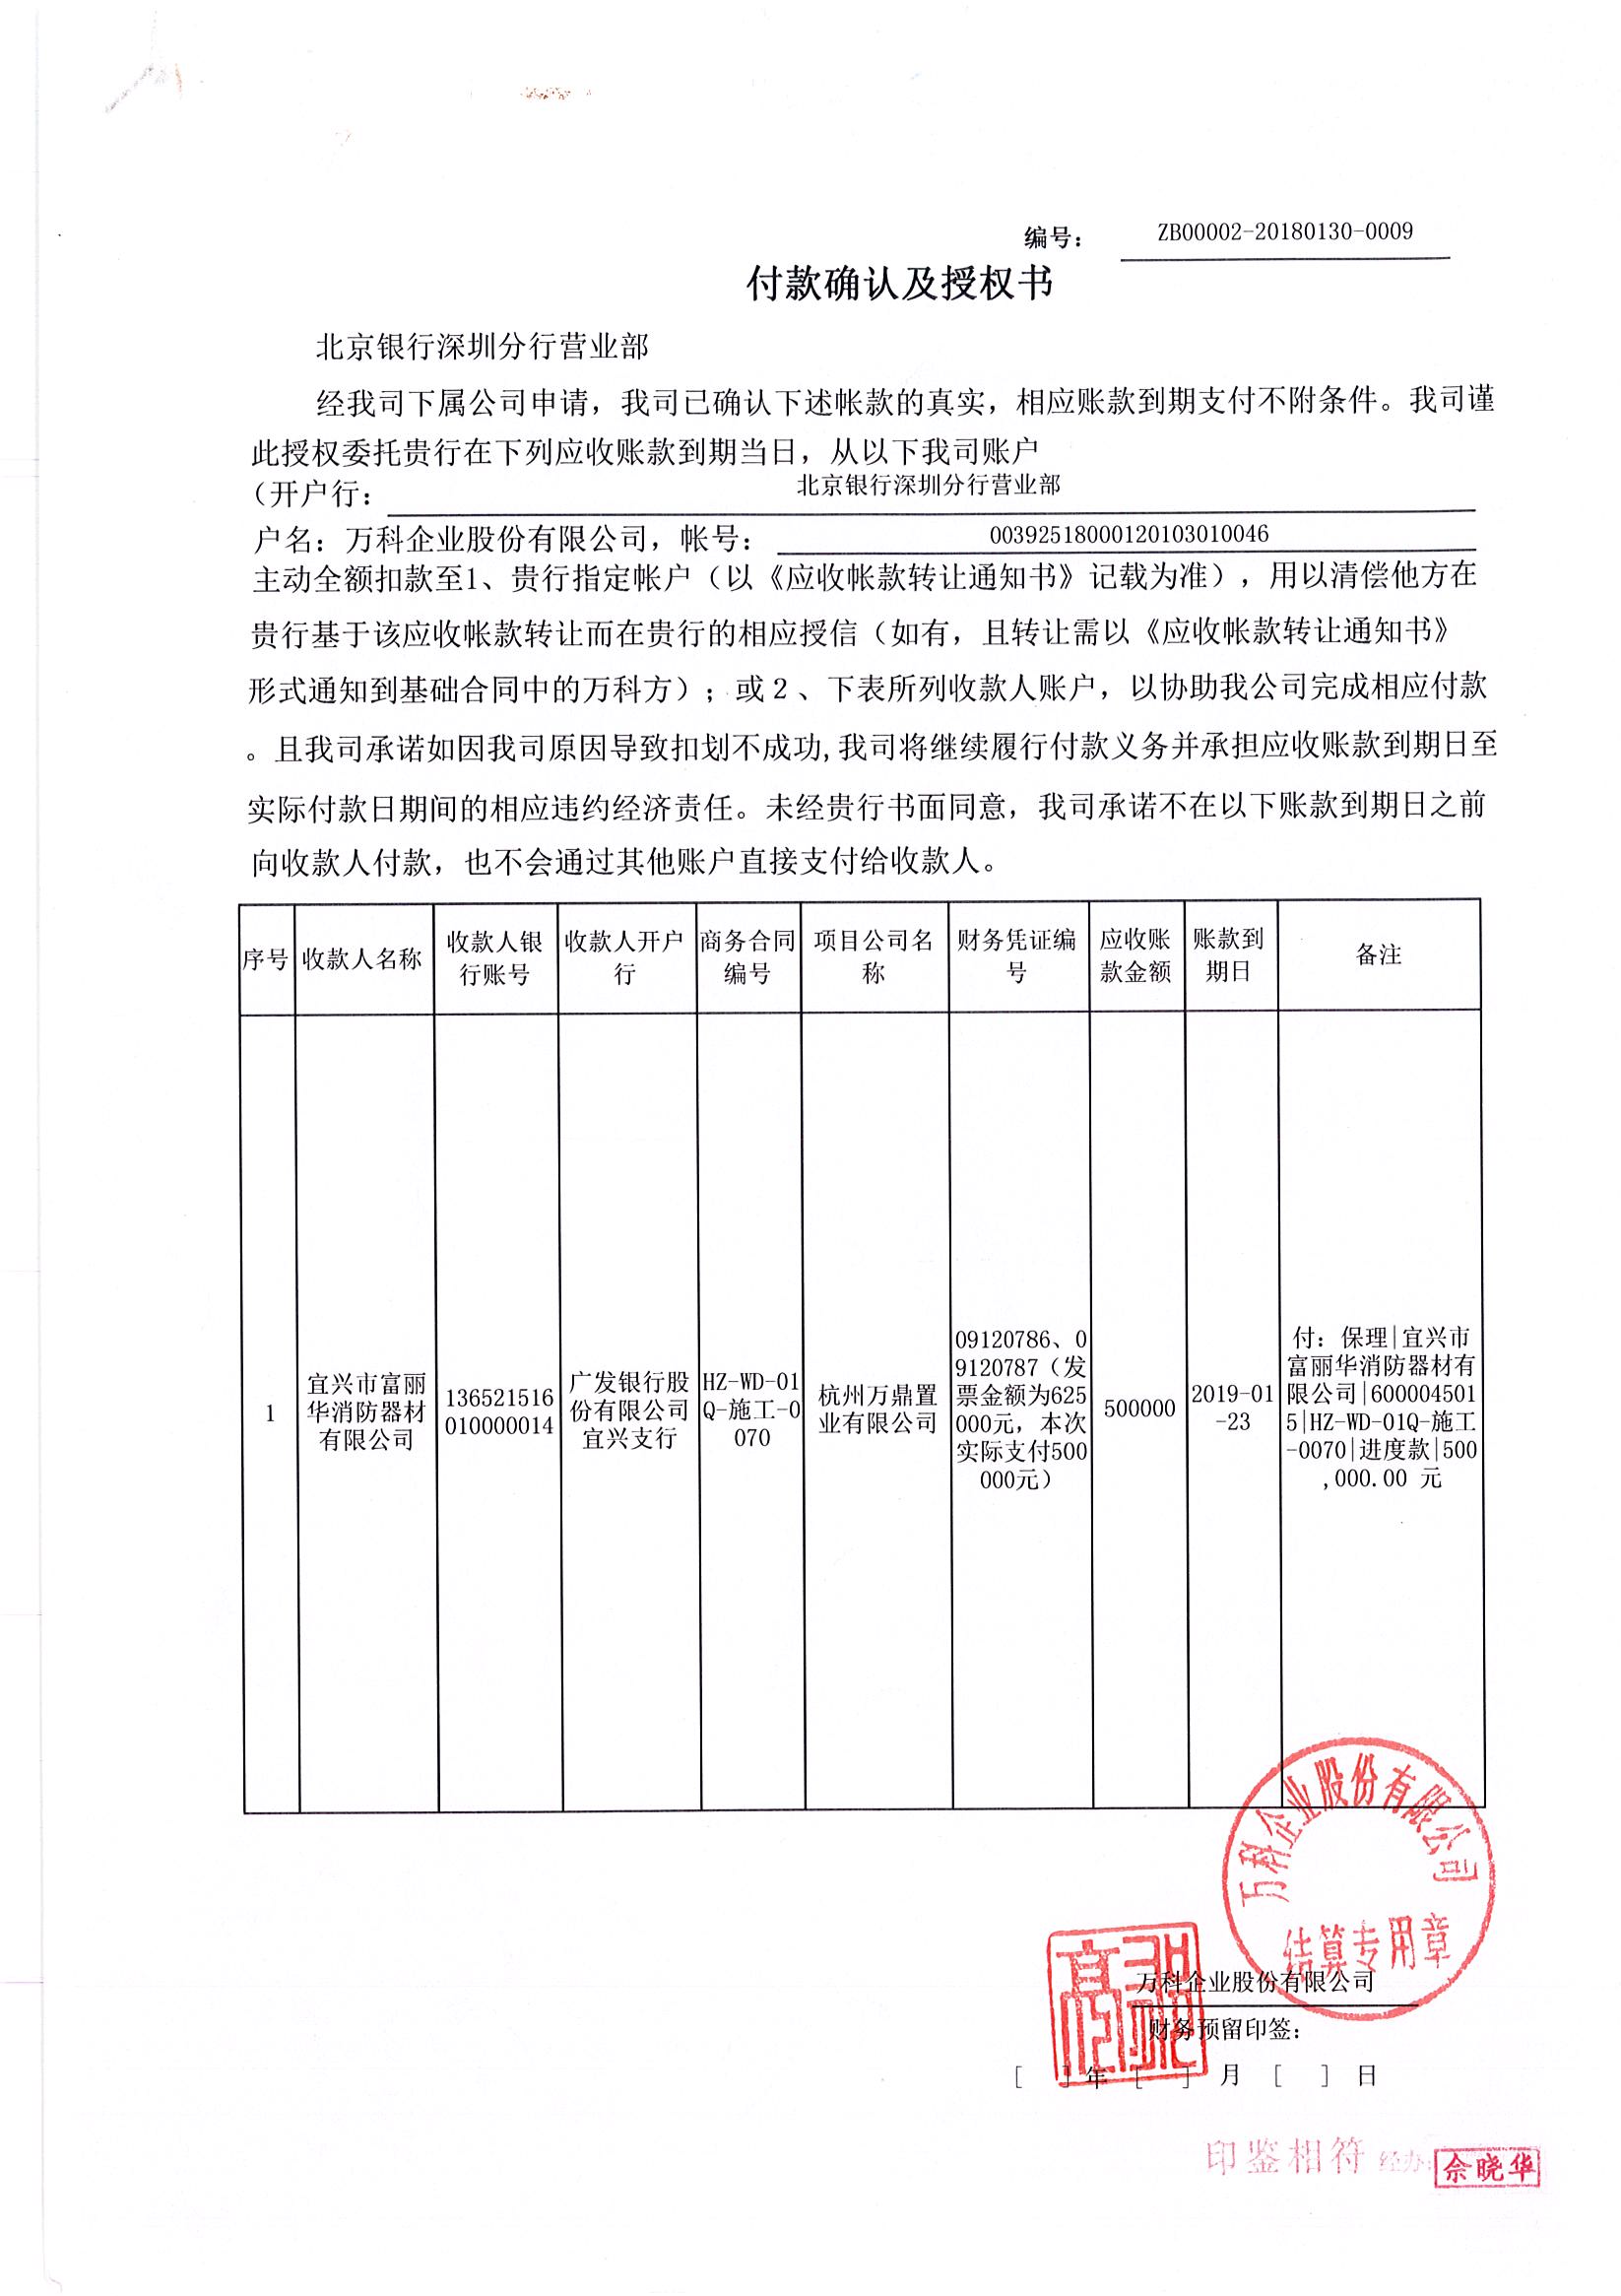 编号： ZB00002-20180130-0009
付款确认及授权书
北京银行深圳分行营业部
经我司下属公司申请，我司已确认下述帐款的真实，相应账款到期支付不附条件。我司谨
此授权委托贵行在下列应收账款到期当日，从以下我司账户
（开户行： 北京银行深圳分行营业部
户名：万科企业股份有限公司，帐号： 00392518000120103010046
主动全额扣款至1、贵行指定帐户（以《应收帐款转让通知书》记载为准），用以清偿他方在
贵行基于该应收帐款转让而在贵行的相应授信（如有，且转让需以《应收帐款转让通知书》
形式通知到基础合同中的万科方）；或２、下表所列收款人账户，以协助我公司完成相应付款
。且我司承诺如因我司原因导致扣划不成功,我司将继续履行付款义务并承担应收账款到期日至
实际付款日期间的相应违约经济责任。未经贵行书面同意，我司承诺不在以下账款到期日之前
向收款人付款，也不会通过其他账户直接支付给收款人。
序号
收款人名称
收款人银
行账号
收款人开户
行
商务合同
编号
项目公司名
称
财务凭证编
号
应收账
款金额
账款到
期日
备注
1
宜兴市富丽
华消防器材
有限公司
136521516
010000014
广发银行股
份有限公司
宜兴支行
HZ-WD-01
Q-施工-0
070
杭州万鼎置
业有限公司
09120786、0
9120787（发
票金额为625
000元，本次
实际支付500
000元）
500000
2019-01
-23
付：保理|宜兴市
富丽华消防器材有
限公司|600004501
5|HZ-WD-01Q-施工
-0070|进度款|500
,000.00 元
万科企业股份有限公司
结算专用章
万科企业股份有限公司
财务预留印签：
[ ]年 [ ] 月 [ ] 日
印鉴相符 经办: 佘晓华